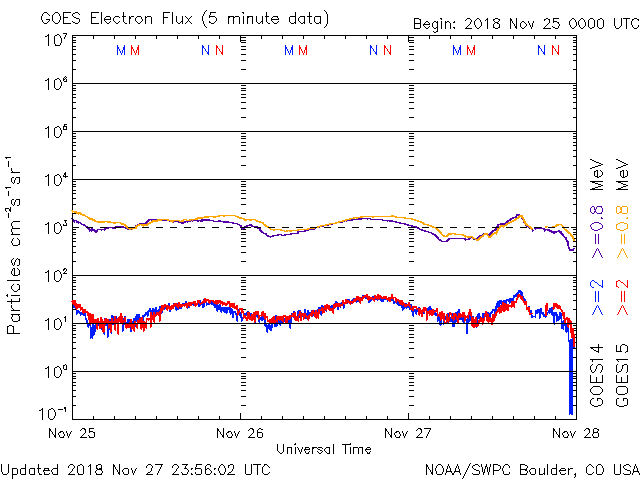 GOES Electron Flux (5 minute data)
Begin: 2018 Nov 25 0000 UTC
M M N N M M N N M M N N
10⁷
10⁶
10⁵
10⁴
10³
10²
10¹
10⁰
10⁻¹
Particles cm⁻²s⁻¹sr⁻¹
Nov 25 Nov 26 Nov 27 Nov 28
Universal Time
GOES14 >=2 >=0.8 MeV
GOES15 >=2 >=0.8 MeV
Updated 2018 Nov 27 23:56:02 UTC
NOAA/SWPC Boulder, CO USA